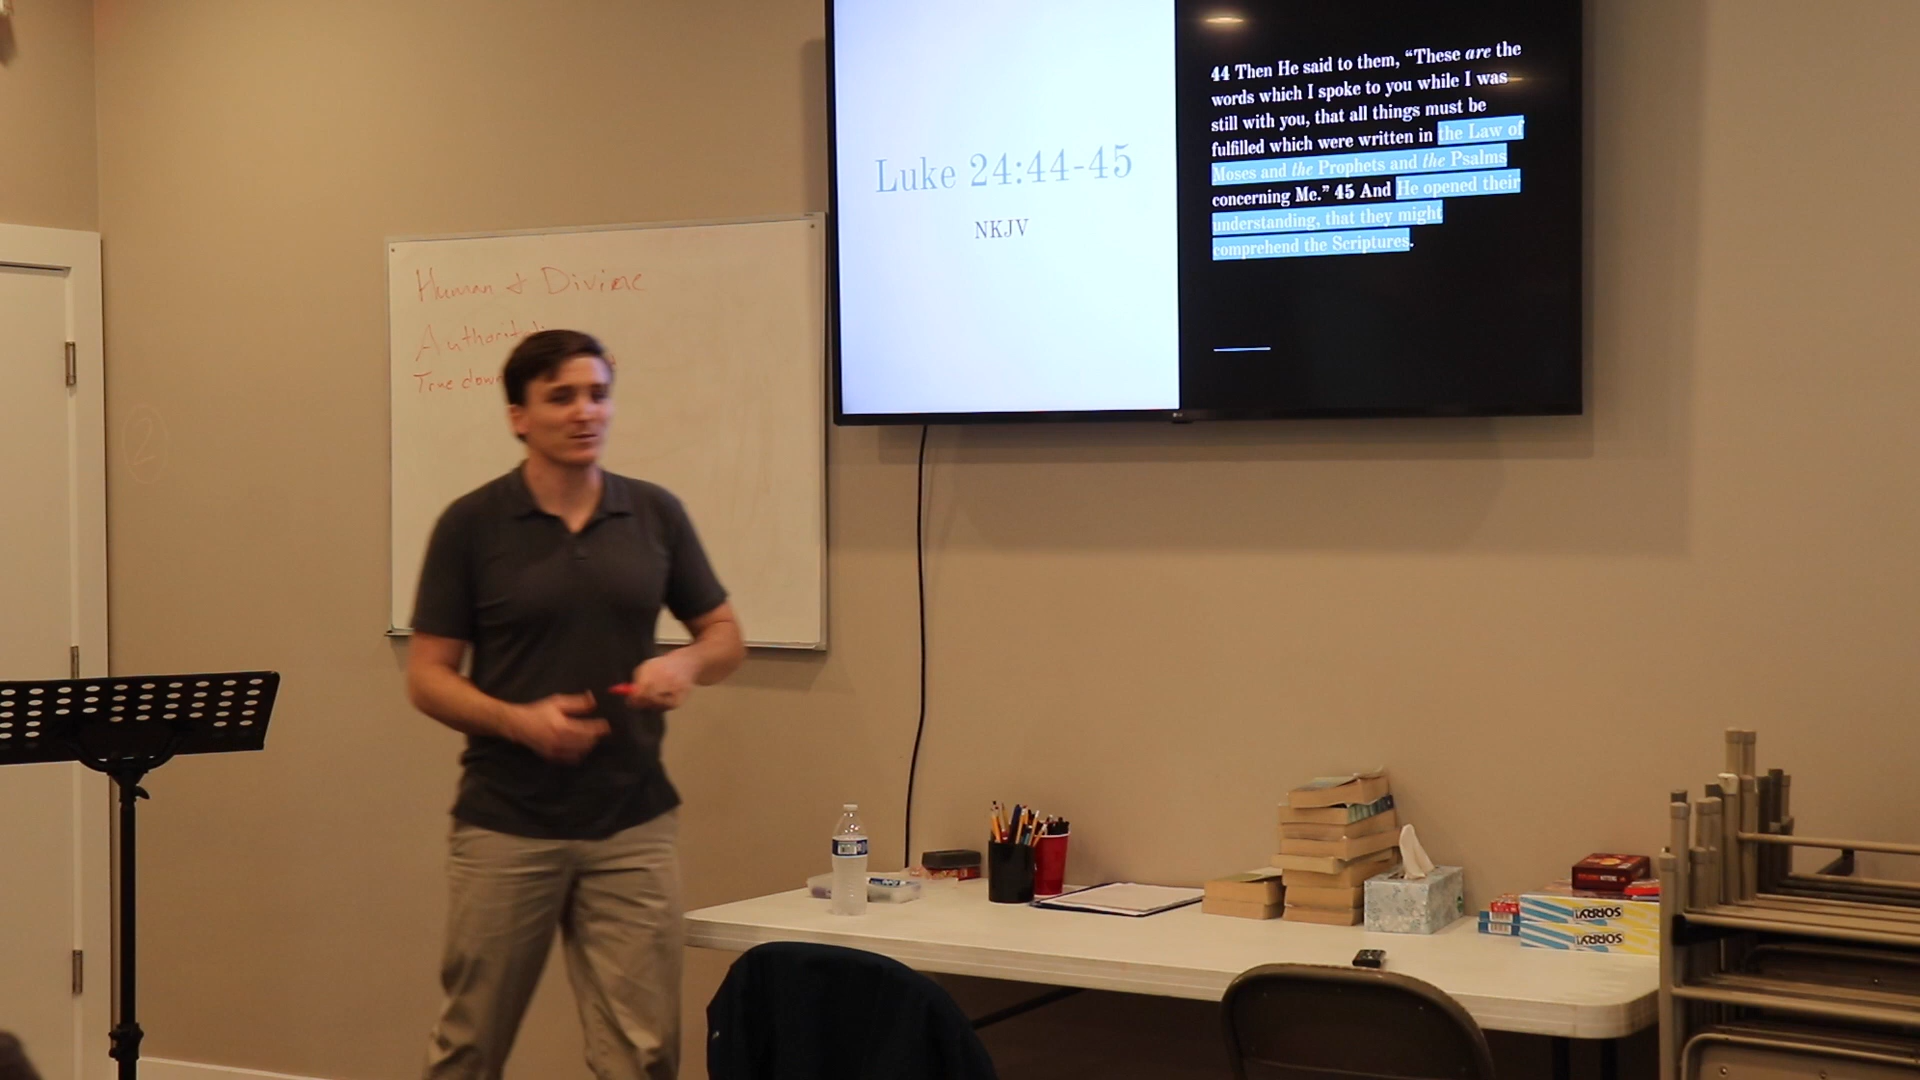 Human & Divine
True down
Luke 24:44-45
NKJV
44 Then He said to them, “These are the
words which I spoke to you while I was
still with you, that all things must be
fulfilled which were written in the Law of
Moses and the Prophets and the Psalms
concerning Me.” 45 And He opened their
understanding, that they might
comprehend the Scriptures.
2
SORRY!
SORRY!